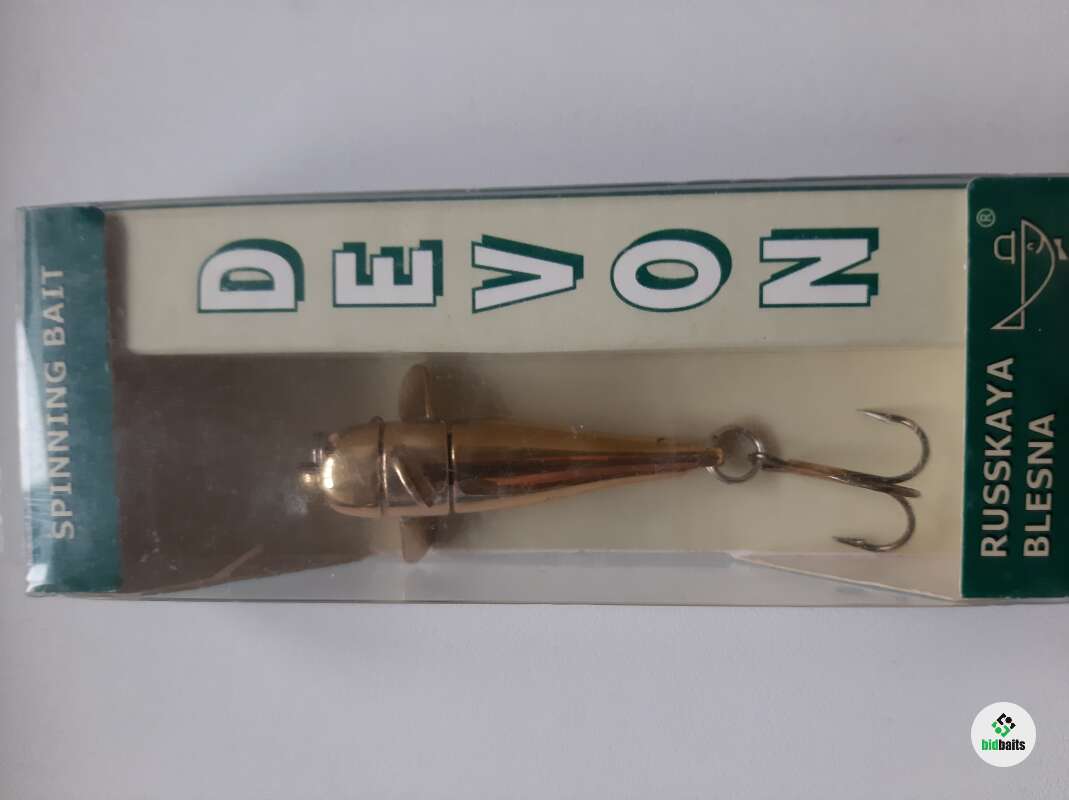 SPINNING BAIT
DEVON
®
RUSSKAYA
BLESNA
bidbaits